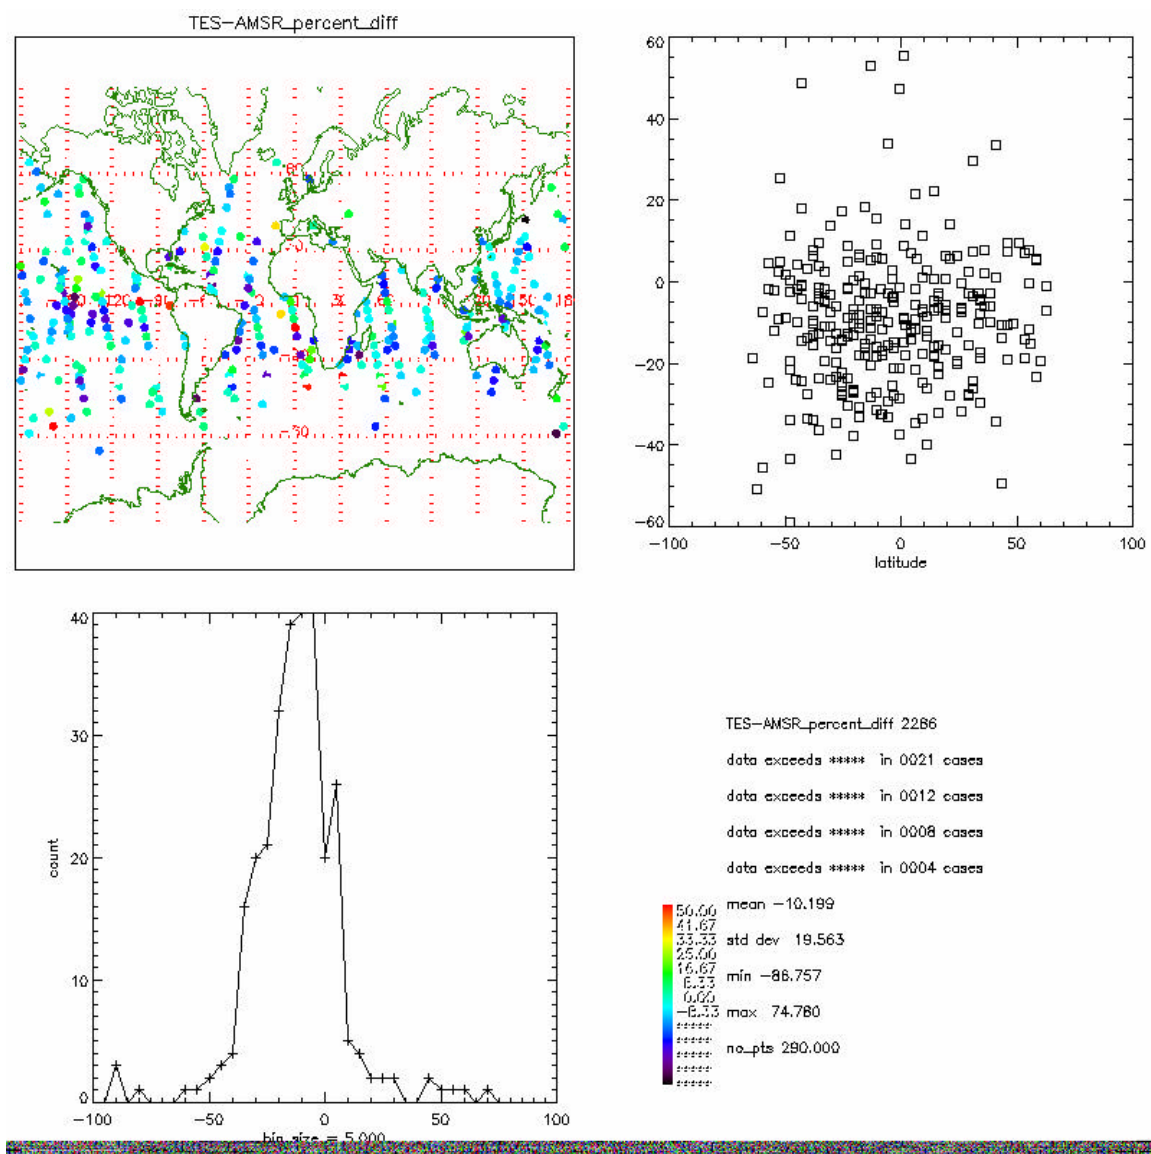 TES-AMSR_percent_diff
60
40
20
0
-20
-40
-60
-100 -50 0 50 100
latitude
40
30
20
10
0
count
-100 -50 0 50 100
bin size = 5.000
TES-AMSR_percent_diff 2286
data exceeds ***** in 0021 cases
data exceeds ***** in 0012 cases
data exceeds ***** in 0008 cases
data exceeds ***** in 0004 cases
mean -10.199
std dev 19.563
min -86.757
max 74.780
no_pts 290.000
50.00
41.67
33.33
25.00
16.67
8.33
0.00
-8.33
*****
*****
*****
*****
*****